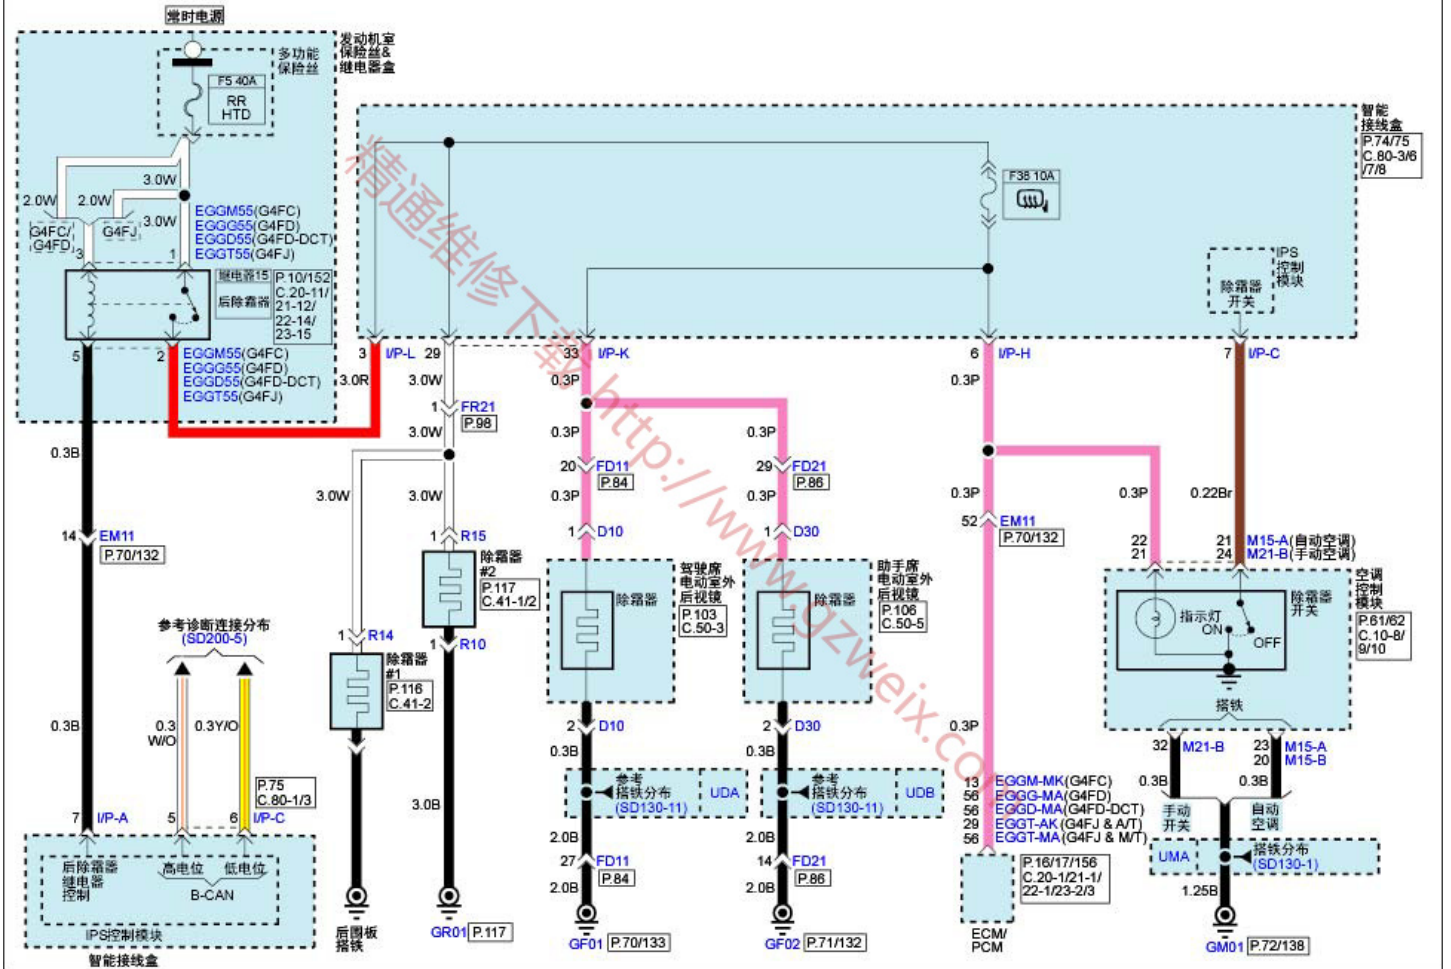 常时电源
发动机室
保险丝&
继电器盒
多功能
保险丝
F5 40A
RR
HTD
3.0W
2.0W
2.0W
3.0W
G4FC/
G4FD
G4FJ
EGGM55(G4FC)
EGGG55(G4FD)
EGGD55(G4FD-DCT)
EGGT55(G4FJ)
3
1
继电器15
后除霜器
P.10/152
C.20-11/
21-12/
22-14/
23-15
5
2
EGGM55(G4FC)
EGGG55(G4FD)
EGGD55(G4FD-DCT)
EGGT55(G4FJ)
智能
接线盒
P.74/75
C.80-3/6
/7/8
F38 10A
IPS
控制
模块
除霜器
开关
3 I/P-L
29
33 I/P-K
6 I/P-H
7 I/P-C
3.0R
3.0W
0.3P
0.3P
1 FR21
P.98
3.0W
0.3P
0.3P
0.3B
20 FD11
P.84
29 FD21
P.86
3.0W
3.0W
0.3P
0.3P
0.3P
0.3P
0.22Br
14 EM11
P.70/132
1 R15
1 D10
1 D30
52 EM11
P.70/132
22
21
21
24
M15-A(自动空调)
M21-B(手动空调)
除霜器
#2
P.117
C.41-1/2
除霜器
驾驶席
电动室外
后视镜
P.103
C.50-3
除霜器
助手席
电动室外
后视镜
P.106
C.50-5
指示灯
ON
OFF
除霜器
开关
空调
控制
模块
P.61/62
C.10-8/
9/10
搭铁
参考诊断连接分布
(SD200-5)
1 R14
1 R10
除霜器
#1
P.116
C.41-2
0.3B
0.3
W/O
0.3Y/O
2 D10
2 D30
0.3P
32 M21-B
23
20
M15-A
M15-B
0.3B
0.3B
0.3B
0.3B
P.75
C.80-1/3
3.0B
参考
搭铁分布
(SD130-11)
UDA
参考
搭铁分布
(SD130-11)
UDB
13 EGGM-MK(G4FC)
56 EGGG-MA(G4FD)
56 EGGD-MA(G4FD-DCT)
29 EGGT-AK(G4FJ & A/T)
56 EGGT-MA(G4FJ & M/T)
手动
开关
自动
空调
7 I/P-A
5
6 I/P-C
2.0B
2.0B
27 FD11
P.84
14 FD21
P.86
UMA
搭铁分布
(SD130-1)
后除霜器
继电器
控制
高电位
低电位
B-CAN
IPS控制模块
智能接线盒
2.0B
2.0B
P.16/17/156
C.20-1/21-1/
22-1/23-2/3
1.25B
后围板
搭铁
GR01 P.117
GF01 P.70/133
GF02 P.71/132
ECM/
PCM
GM01 P.72/138
精通维修下载 http://www.gzweix.com